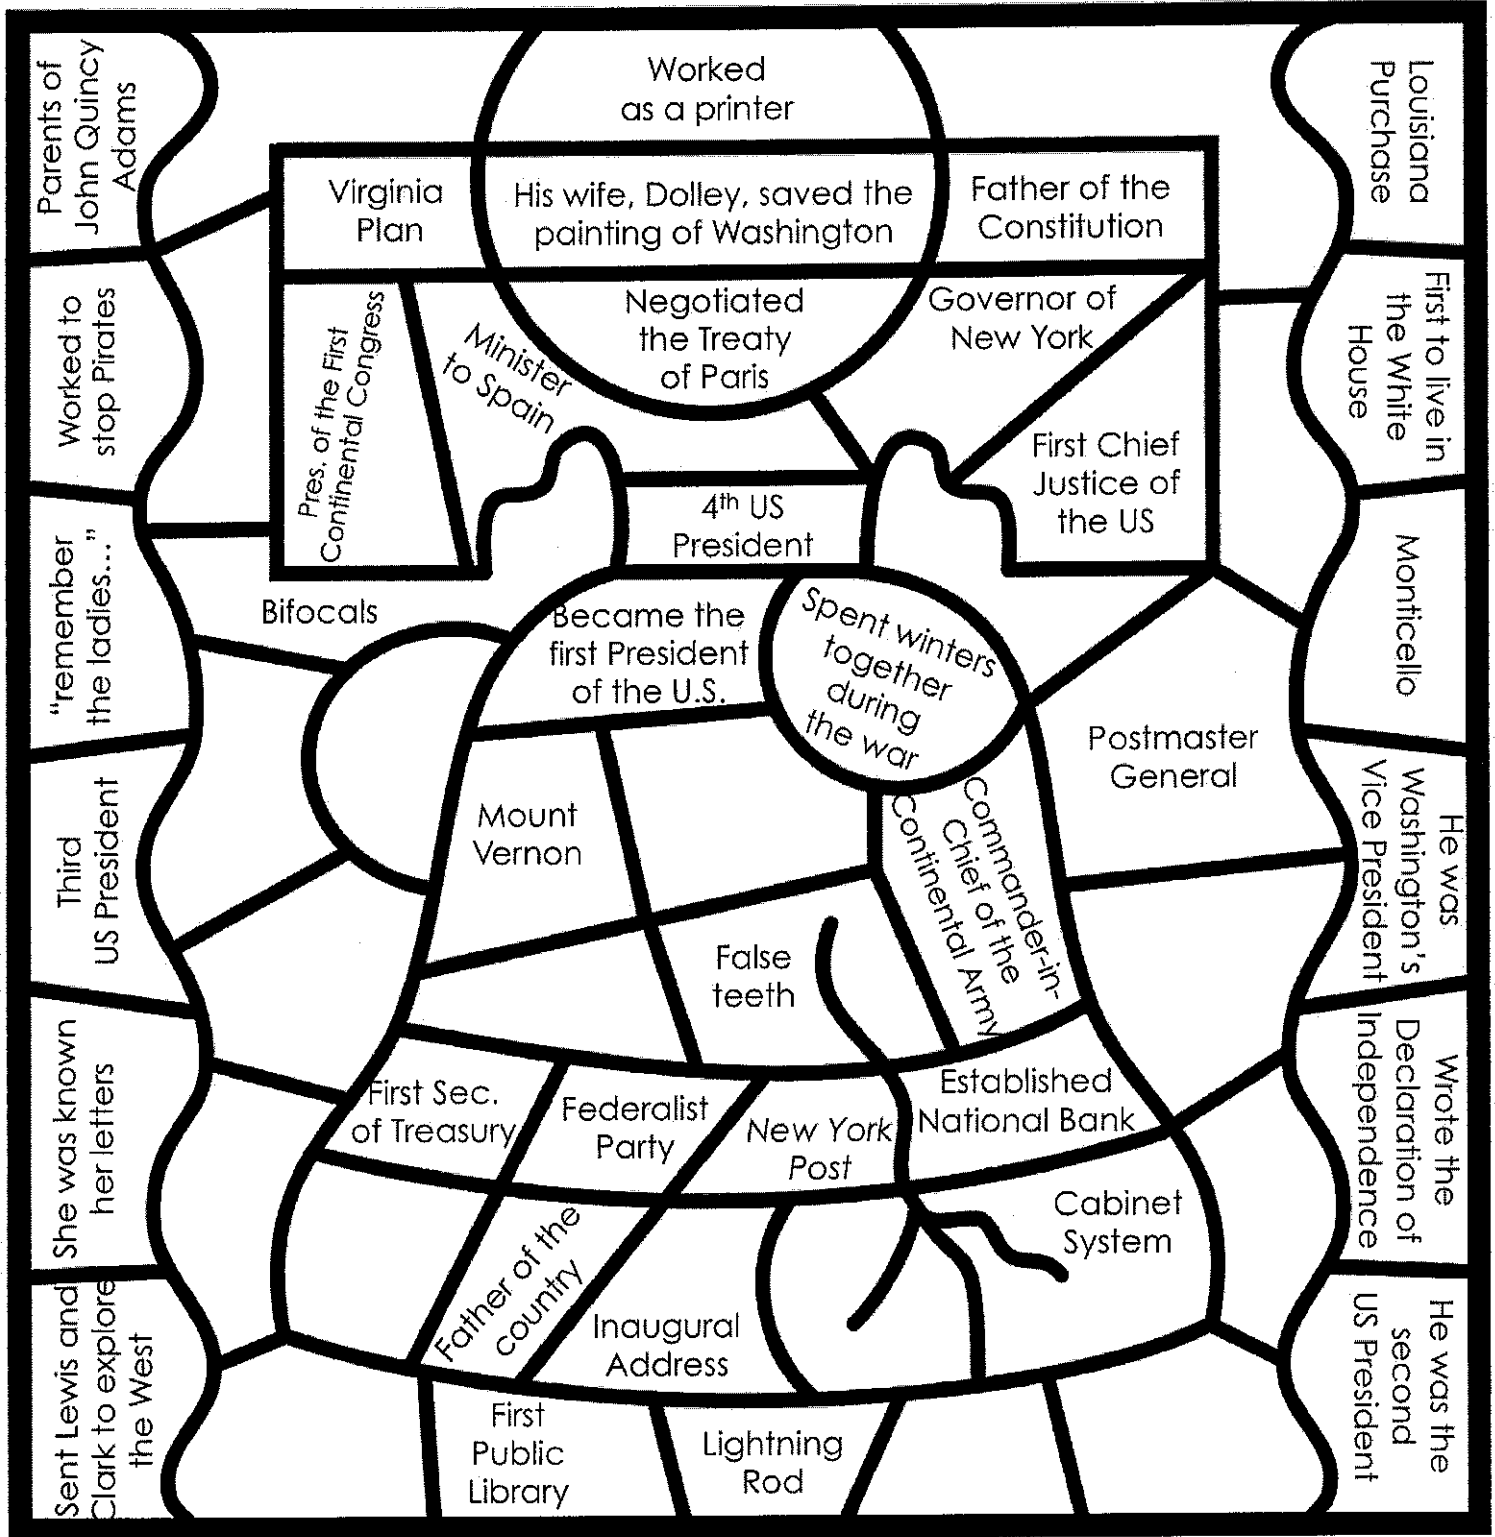 Parents of
John Quincy
Adams
Worked
as a printer
Louisiana
Purchase
Virginia
Plan
His wife, Dolley, saved the
painting of Washington
Father of the
Constitution
Worked to
stop Pirates
Pres. of the First
Continental Congress
Minister
to Spain
Negotiated
the Treaty
of Paris
Governor of
New York
First Chief
Justice of
the US
First to live in
the White
House
4th US
President
"remember
the ladies..."
Bifocals
Became the
first President
of the U.S.
Spent winters
together
during
the war
Monticello
Postmaster
General
Third
US President
Mount
Vernon
Commander-in-
Chief of the
Continental Army
He was
Washington's
Vice President
False
teeth
She was known
her letters
First Sec.
of Treasury
Federalist
Party
New York
Post
Established
National Bank
Wrote the
Declaration of
Independence
Father of the
country
Inaugural
Address
Cabinet
System
Sent Lewis and
Clark to explore
the West
First
Public
Library
Lightning
Rod
He was the
second
US President